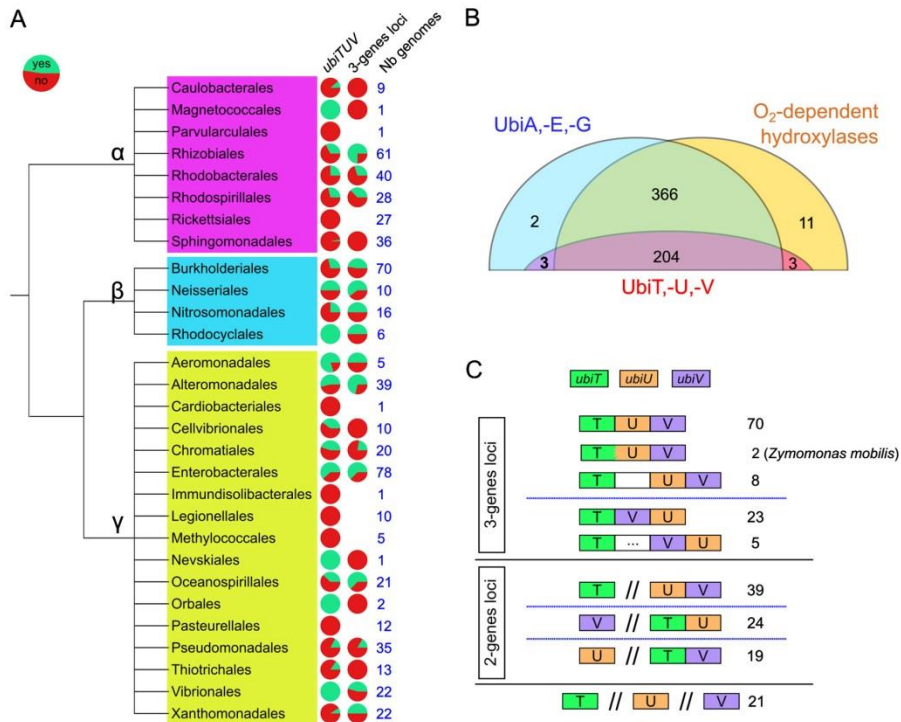 A
yes
no
ubiTUV
3-genes loci
Nb genomes
α
Caulobacterales 9
Magnetococcales 1
Parvularculales 1
Rhizobiales 61
Rhodobacterales 40
Rhodospirillales 28
Rickettsiales 27
Sphingomonadales 36
β
Burkholderiales 70
Neisseriales 10
Nitrosomonadales 16
Rhodocyclales 6
γ
Aeromonadales 5
Alteromonadales 39
Cardiobacteriales 1
Cellvibrionales 10
Chromatiales 20
Enterobacterales 78
Immundisolibacterales 1
Legionellales 10
Methylococcales 5
Nevskiales 1
Oceanospirillales 21
Orbales 2
Pasteurellales 12
Pseudomonadales 35
Thiotrichales 13
Vibrionales 22
Xanthomonadales 22
B
UbiA,-E,-G
O₂-dependent
hydroxylases
2
366
11
3
204
3
UbiT,-U,-V
C
ubiT ubiU ubiV
3-genes loci
T U V 70
T U V 2 (Zymomonas mobilis)
T U V 8
T V U 23
T ... V U 5
2-genes loci
T // U V 39
V // T U 24
U // T V 19
T // U // V 21